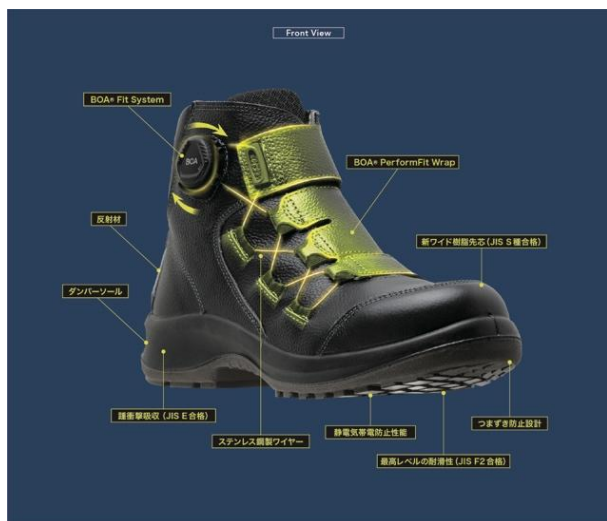 Front View
BOA® Fit System
BOA
BOA® PerformFit Wrap
反射材
新ワイド樹脂先芯(JIS S種合格)
ダンパーソール
踵衝撃吸収(JIS E合格)
ステンレス鋼製ワイヤー
静電気帯電防止性能
つまずき防止設計
最高レベルの耐滑性(JIS F2合格)